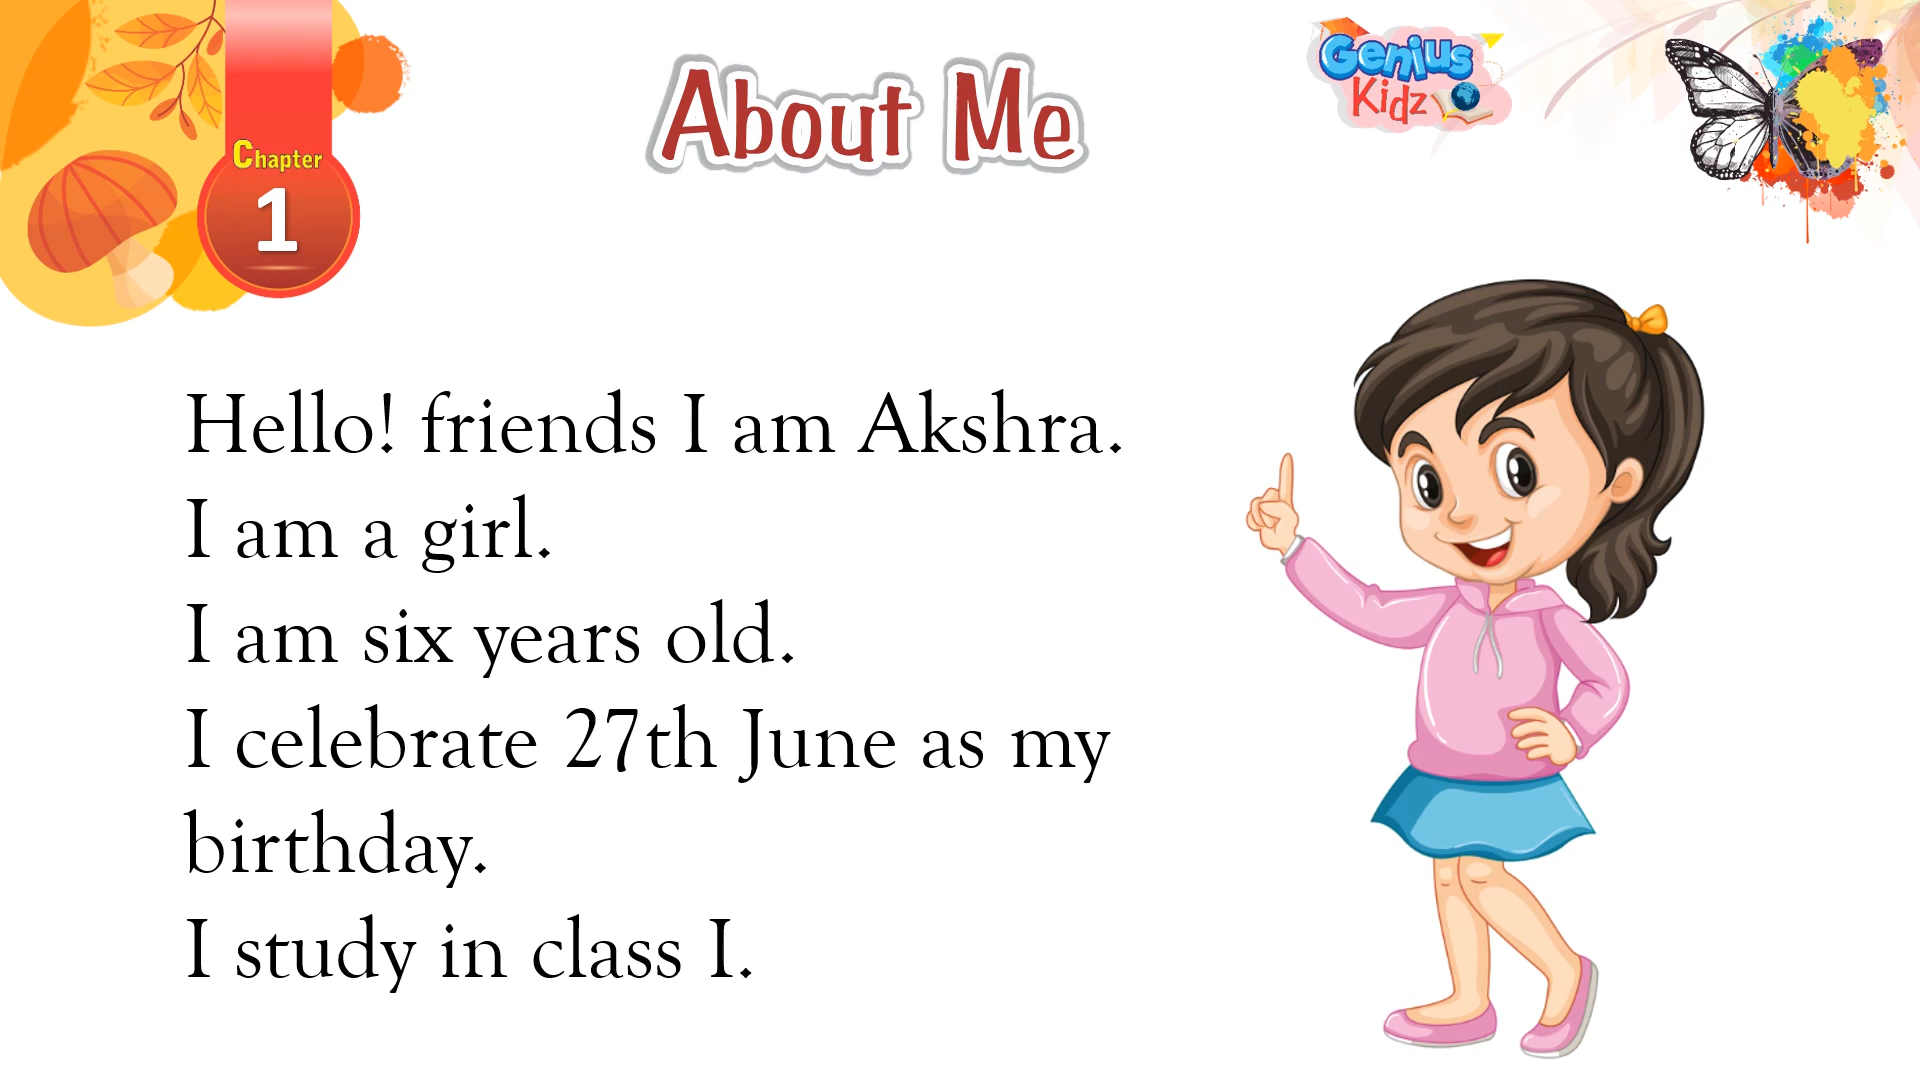 Chapter
1
About Me
Genius
Kidz
Hello! friends I am Akshra.
I am a girl.
I am six years old.
I celebrate 27th June as my
birthday.
I study in class I.